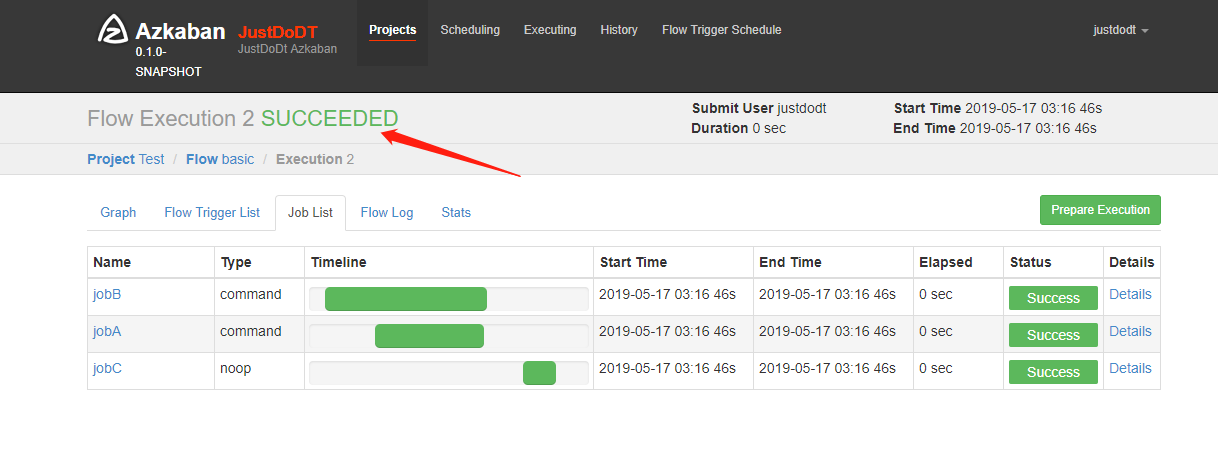 Azkaban JustDoDT Projects Scheduling Executing History Flow Trigger Schedule justdodt
0.1.0- JustDoDt Azkaban
SNAPSHOT
Flow Execution 2 SUCCEEDED
Submit User justdodt Start Time 2019-05-17 03:16 46s
Duration 0 sec End Time 2019-05-17 03:16 46s
Project Test / Flow basic / Execution 2
Graph Flow Trigger List Job List Flow Log Stats Prepare Execution
Name Type Timeline Start Time End Time Elapsed Status Details
jobB command 2019-05-17 03:16 46s 2019-05-17 03:16 46s 0 sec Success Details
jobA command 2019-05-17 03:16 46s 2019-05-17 03:16 46s 0 sec Success Details
jobC noop 2019-05-17 03:16 46s 2019-05-17 03:16 46s 0 sec Success Details